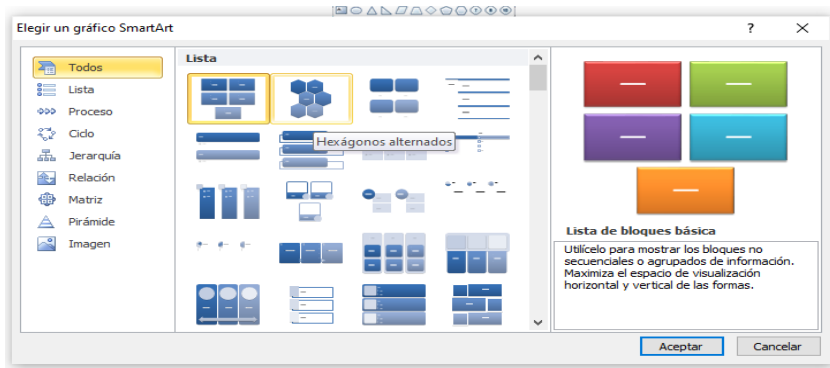 Elegir un gráfico SmartArt
?
Todos
Lista
Proceso
Ciclo
Jerarquía
Relación
Matriz
Pirámide
Imagen
Lista
Hexágonos alternados
Lista de bloques básica
Utilícelo para mostrar los bloques no
secuenciales o agrupados de información.
Maximiza el espacio de visualización
horizontal y vertical de las formas.
Aceptar
Cancelar